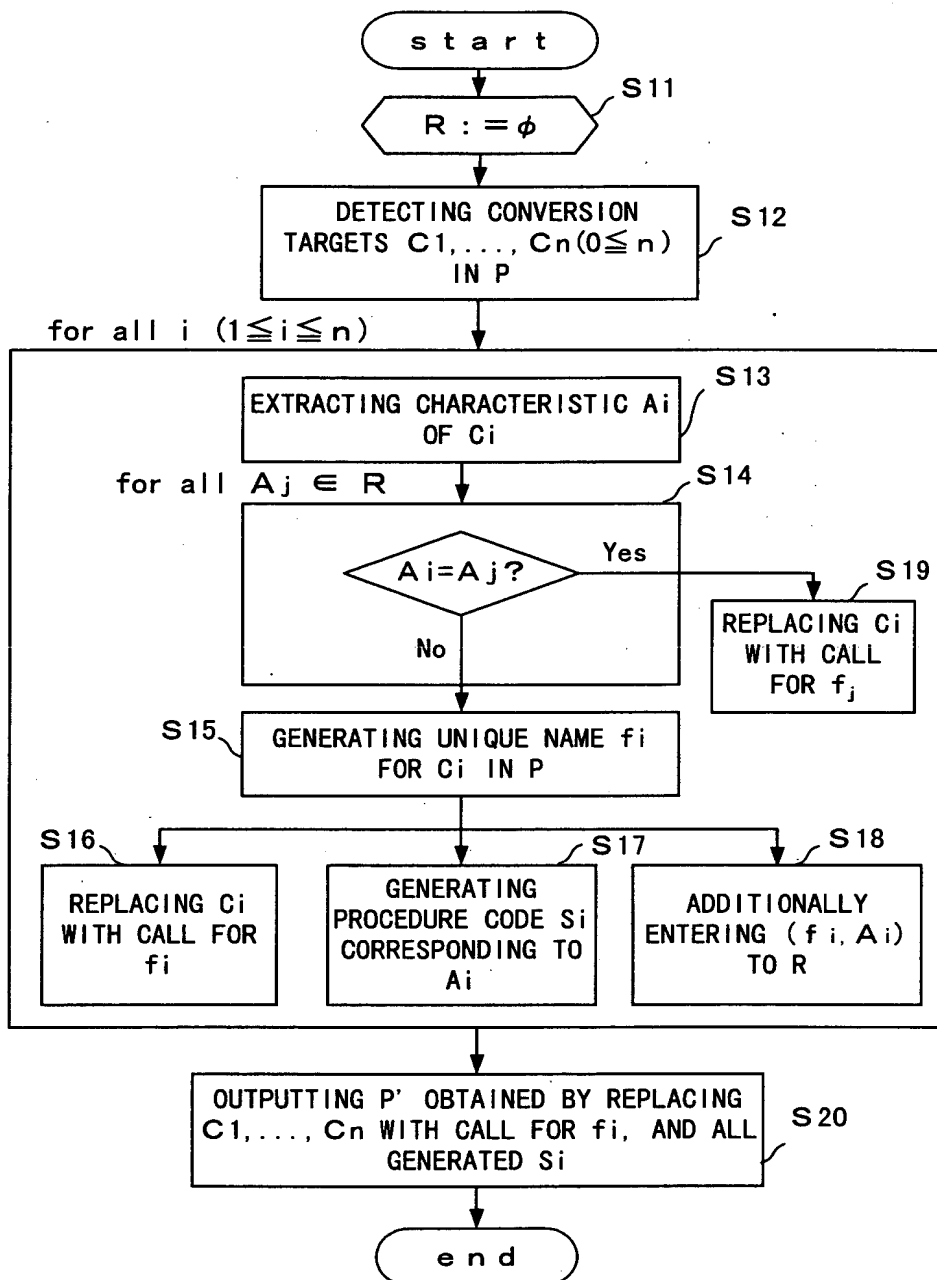 start
S11
R:=φ
DETECTING CONVERSION
TARGETS C1,..., Cn(0≦n)
IN P
S12
for all i (1≦i≦n)
S13
EXTRACTING CHARACTERISTIC Ai
OF Ci
for all Aj ∈ R
S14
Ai=Aj?
Yes
No
S19
REPLACING Ci
WITH CALL
FOR fj
S15
GENERATING UNIQUE NAME fi
FOR Ci IN P
S16
REPLACING Ci
WITH CALL FOR
fi
S17
GENERATING
PROCEDURE CODE Si
CORRESPONDING TO
Ai
S18
ADDITIONALLY
ENTERING (fi, Ai)
TO R
OUTPUTTING P' OBTAINED BY REPLACING
C1,..., Cn WITH CALL FOR fi, AND ALL
GENERATED Si
S20
end